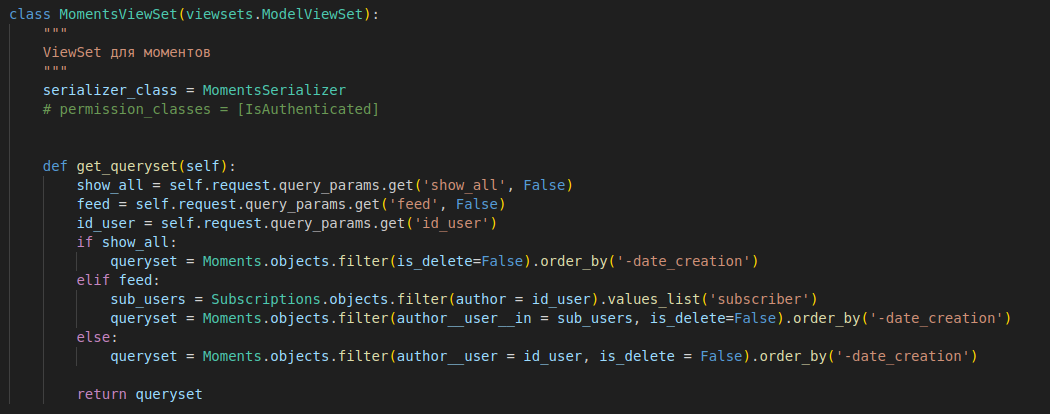 class MomentsViewSet(viewsets.ModelViewSet):
    """
    ViewSet для моментов
    """
    serializer_class = MomentsSerializer
    # permission_classes = [IsAuthenticated]
    def get_queryset(self):
        show_all = self.request.query_params.get('show_all', False)
        feed = self.request.query_params.get('feed', False)
        id_user = self.request.query_params.get('id_user')
        if show_all:
            queryset = Moments.objects.filter(is_delete=False).order_by('-date_creation')
        elif feed:
            sub_users = Subscriptions.objects.filter(author = id_user).values_list('subscriber')
            queryset = Moments.objects.filter(author__user__in = sub_users, is_delete=False).order_by('-date_creation')
        else:
            queryset = Moments.objects.filter(author__user = id_user, is_delete = False).order_by('-date_creation')
        return queryset